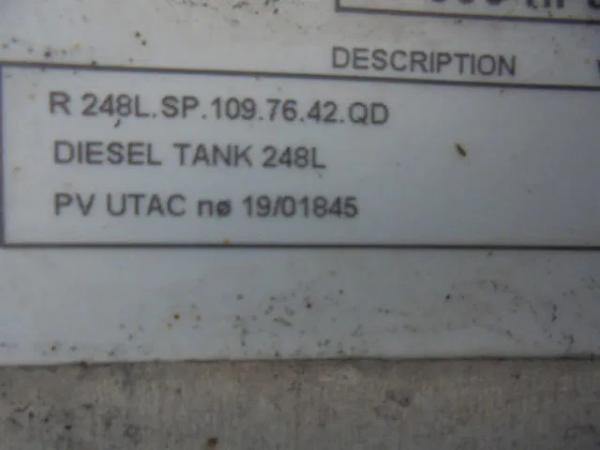 DESCRIPTION
R 248L.SP.109.76.42.QD
DIESEL TANK 248L
PV UTAC nø 19/01845